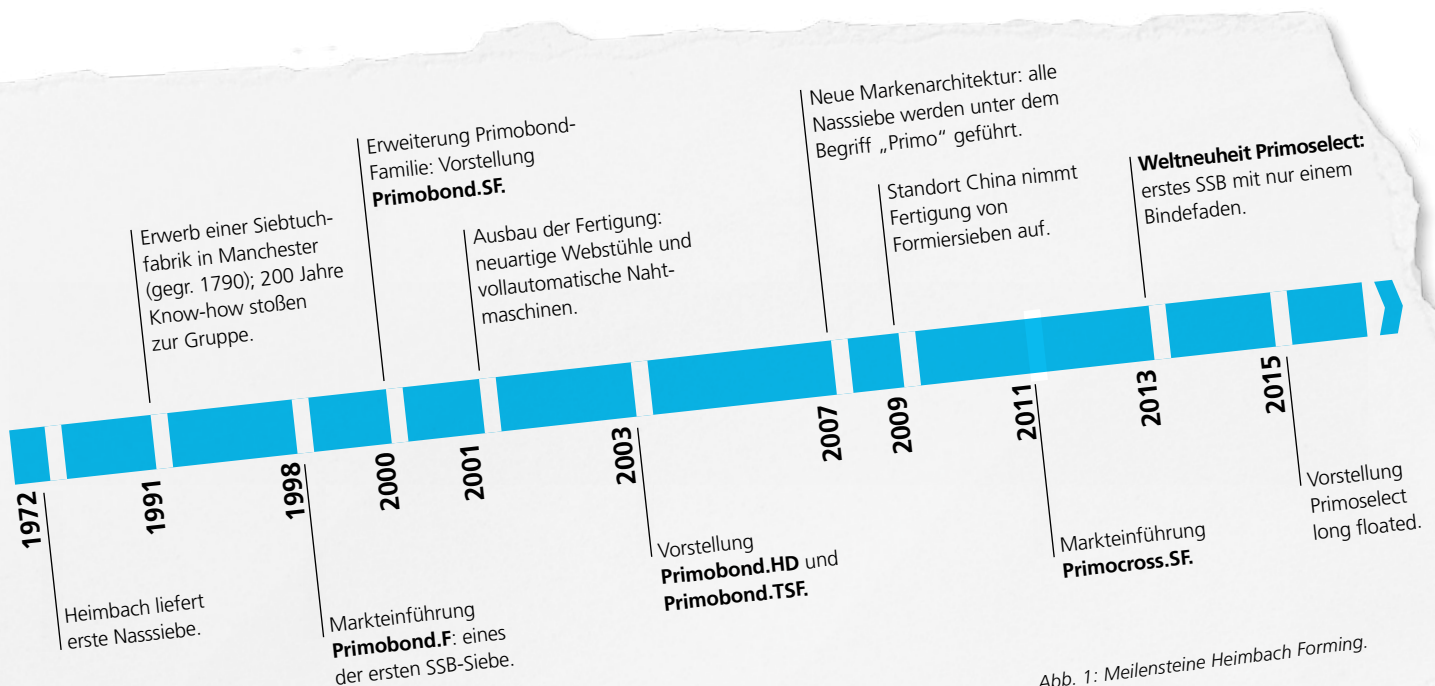 Erwerb einer Siebtuch-
fabrik in Manchester
(gegr. 1790); 200 Jahre
Know-how stoßen
zur Gruppe.
Erweiterung Primobond-
Familie: Vorstellung
Primobond.SF.
Ausbau der Fertigung:
neuartige Webstühle und
vollautomatische Naht-
maschinen.
Neue Markenarchitektur: alle
Nasssiebe werden unter dem
Begriff „Primo“ geführt.
Standort China nimmt
Fertigung von
Formiersieben auf.
Weltneuheit Primoselect:
erstes SSB mit nur einem
Bindefaden.
1972
1991
1998
2000
2001
2003
2007
2009
2011
2013
2015
Heimbach liefert
erste Nasssiebe.
Markteinführung
Primobond.F: eines
der ersten SSB-Siebe.
Vorstellung
Primobond.HD und
Primobond.TSF.
Markteinführung
Primocross.SF.
Vorstellung
Primoselect
long floated.
Abb. 1: Meilensteine Heimbach Forming.